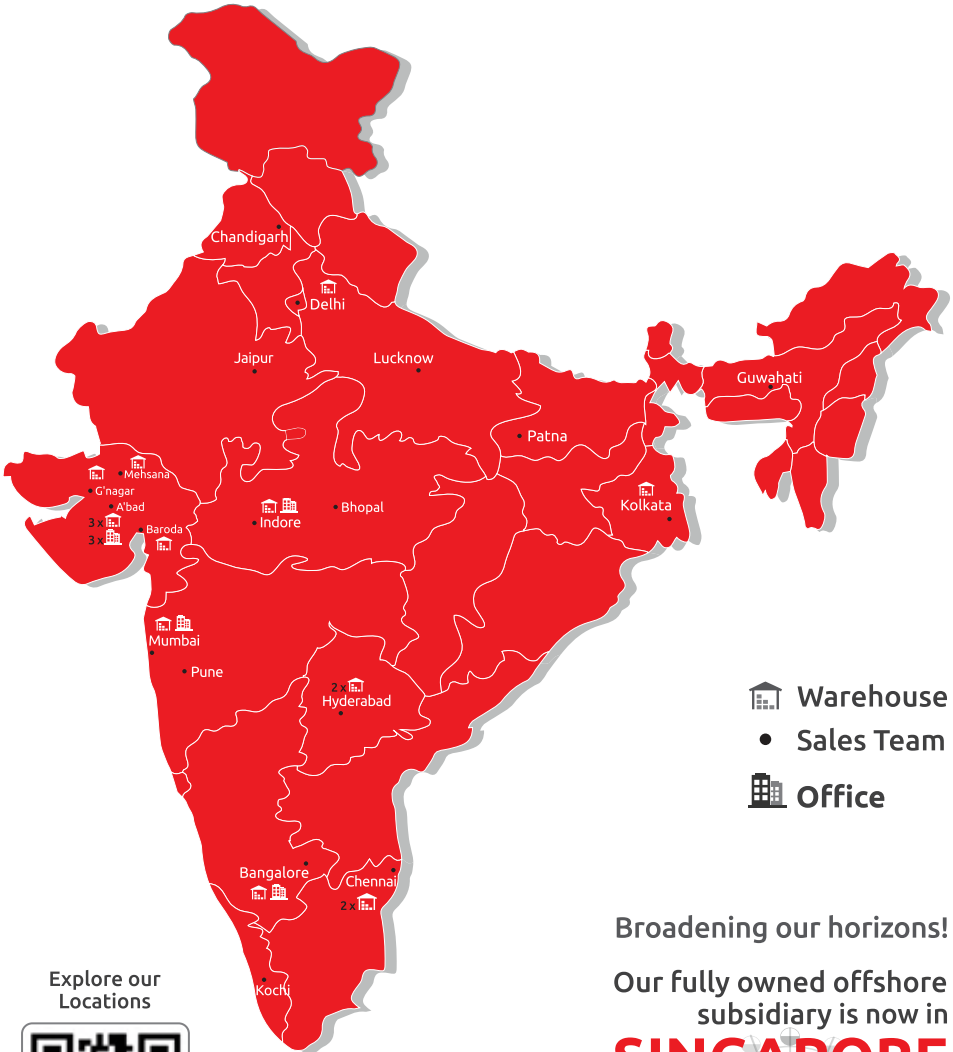 Chandigarh
Delhi
Jaipur
Lucknow
Guwahati
Patna
Mehsana
G'nagar
A'bad
3 x
3 x
Baroda
Indore
Bhopal
Kolkata
Mumbai
Pune
2 x
Hyderabad
Warehouse
Sales Team
Office
Bangalore
Chennai
2 x
Kochi
Broadening our horizons!
Our fully owned offshore
subsidiary is now in
SINGAPORE
Explore our
Locations